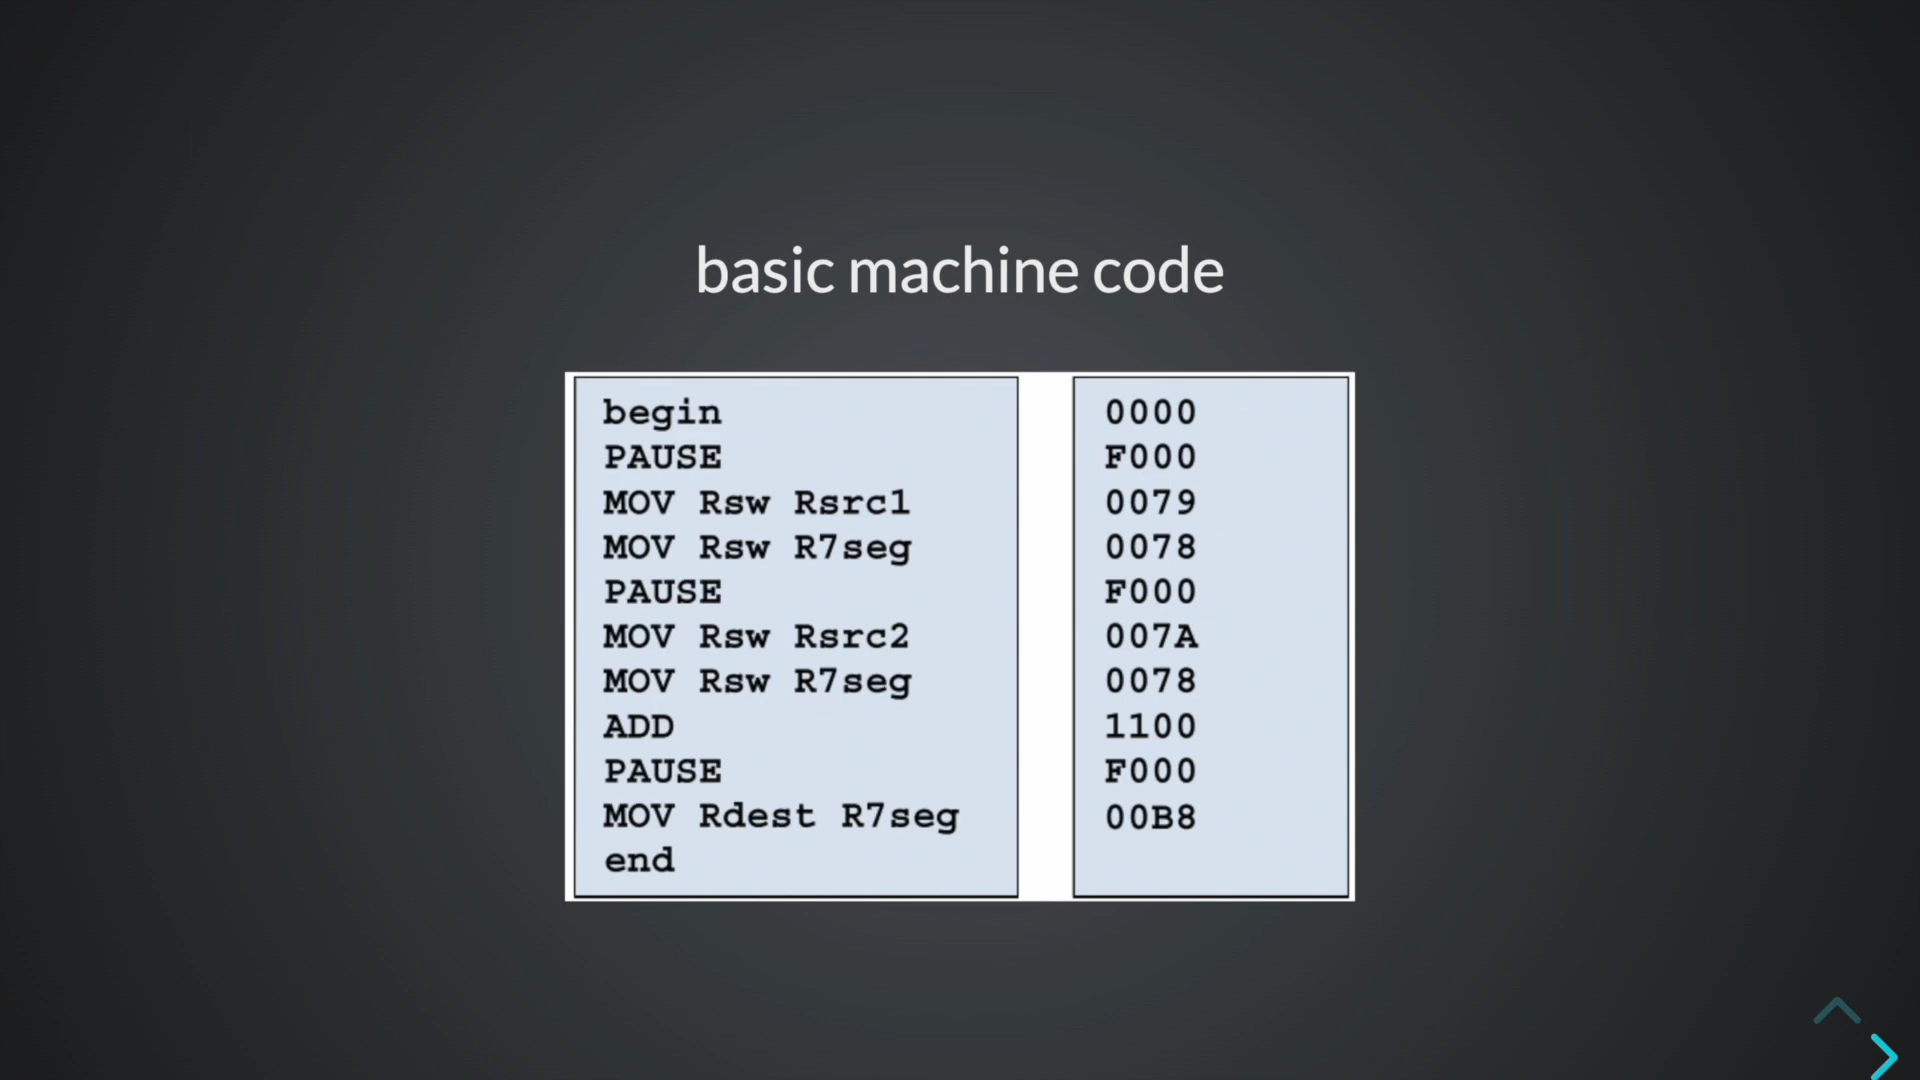 basic machine code
begin 0000
PAUSE F000
MOV Rsw Rsrc1 0079
MOV Rsw R7seg 0078
PAUSE F000
MOV Rsw Rsrc2 007A
MOV Rsw R7seg 0078
ADD 1100
PAUSE F000
MOV Rdest R7seg 00B8
end